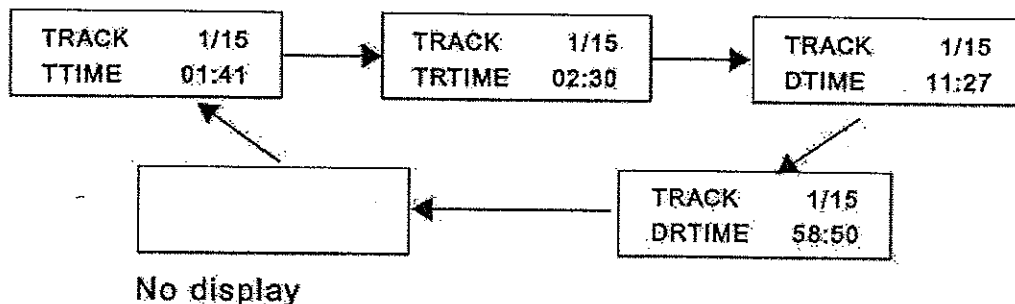 TRACK 1/15
TTIME 01:41
TRACK 1/15
TRTIME 02:30
TRACK 1/15
DTIME 11:27
TRACK 1/15
DRTIME 58:50
No display